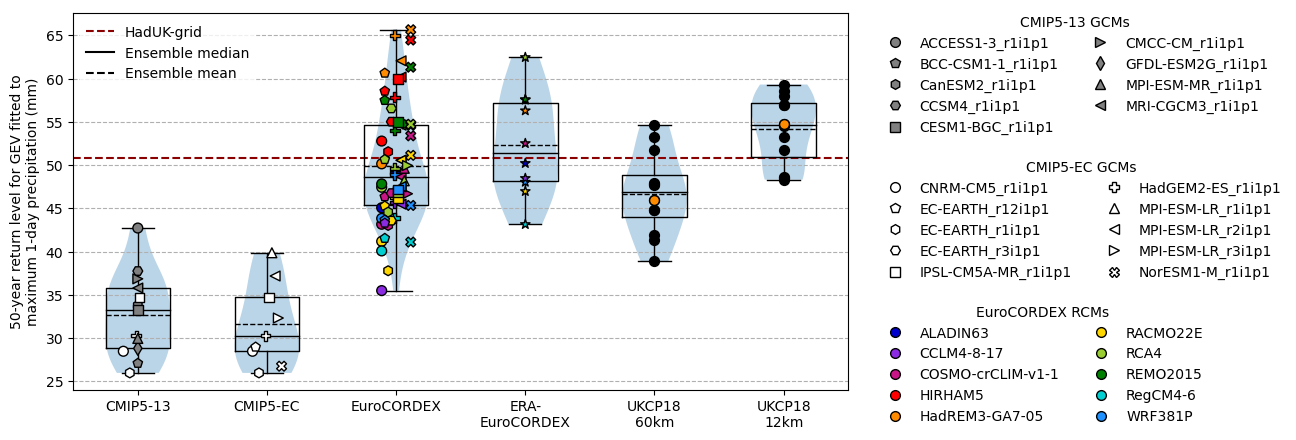 50-year return level for GEV fitted to
maximum 1-day precipitation (mm)
65
60
55
50
45
40
35
30
25
HadUK-grid
Ensemble median
Ensemble mean
CMIP5-13
CMIP5-EC
EuroCORDEX
ERA-
EuroCORDEX
UKCP18
60km
UKCP18
12km
CMIP5-13 GCMs
ACCESS1-3_r1i1p1
BCC-CSM1-1_r1i1p1
CanESM2_r1i1p1
CCSM4_r1i1p1
CESM1-BGC_r1i1p1
CMCC-CM_r1i1p1
GFDL-ESM2G_r1i1p1
MPI-ESM-MR_r1i1p1
MRI-CGCM3_r1i1p1
CMIP5-EC GCMs
CNRM-CM5_r1i1p1
EC-EARTH_r12i1p1
EC-EARTH_r1i1p1
EC-EARTH_r3i1p1
IPSL-CM5A-MR_r1i1p1
HadGEM2-ES_r1i1p1
MPI-ESM-LR_r1i1p1
MPI-ESM-LR_r2i1p1
MPI-ESM-LR_r3i1p1
NorESM1-M_r1i1p1
EuroCORDEX RCMs
ALADIN63
CCLM4-8-17
COSMO-crCLIM-v1-1
HIRHAM5
HadREM3-GA7-05
RACMO22E
RCA4
REMO2015
RegCM4-6
WRF381P